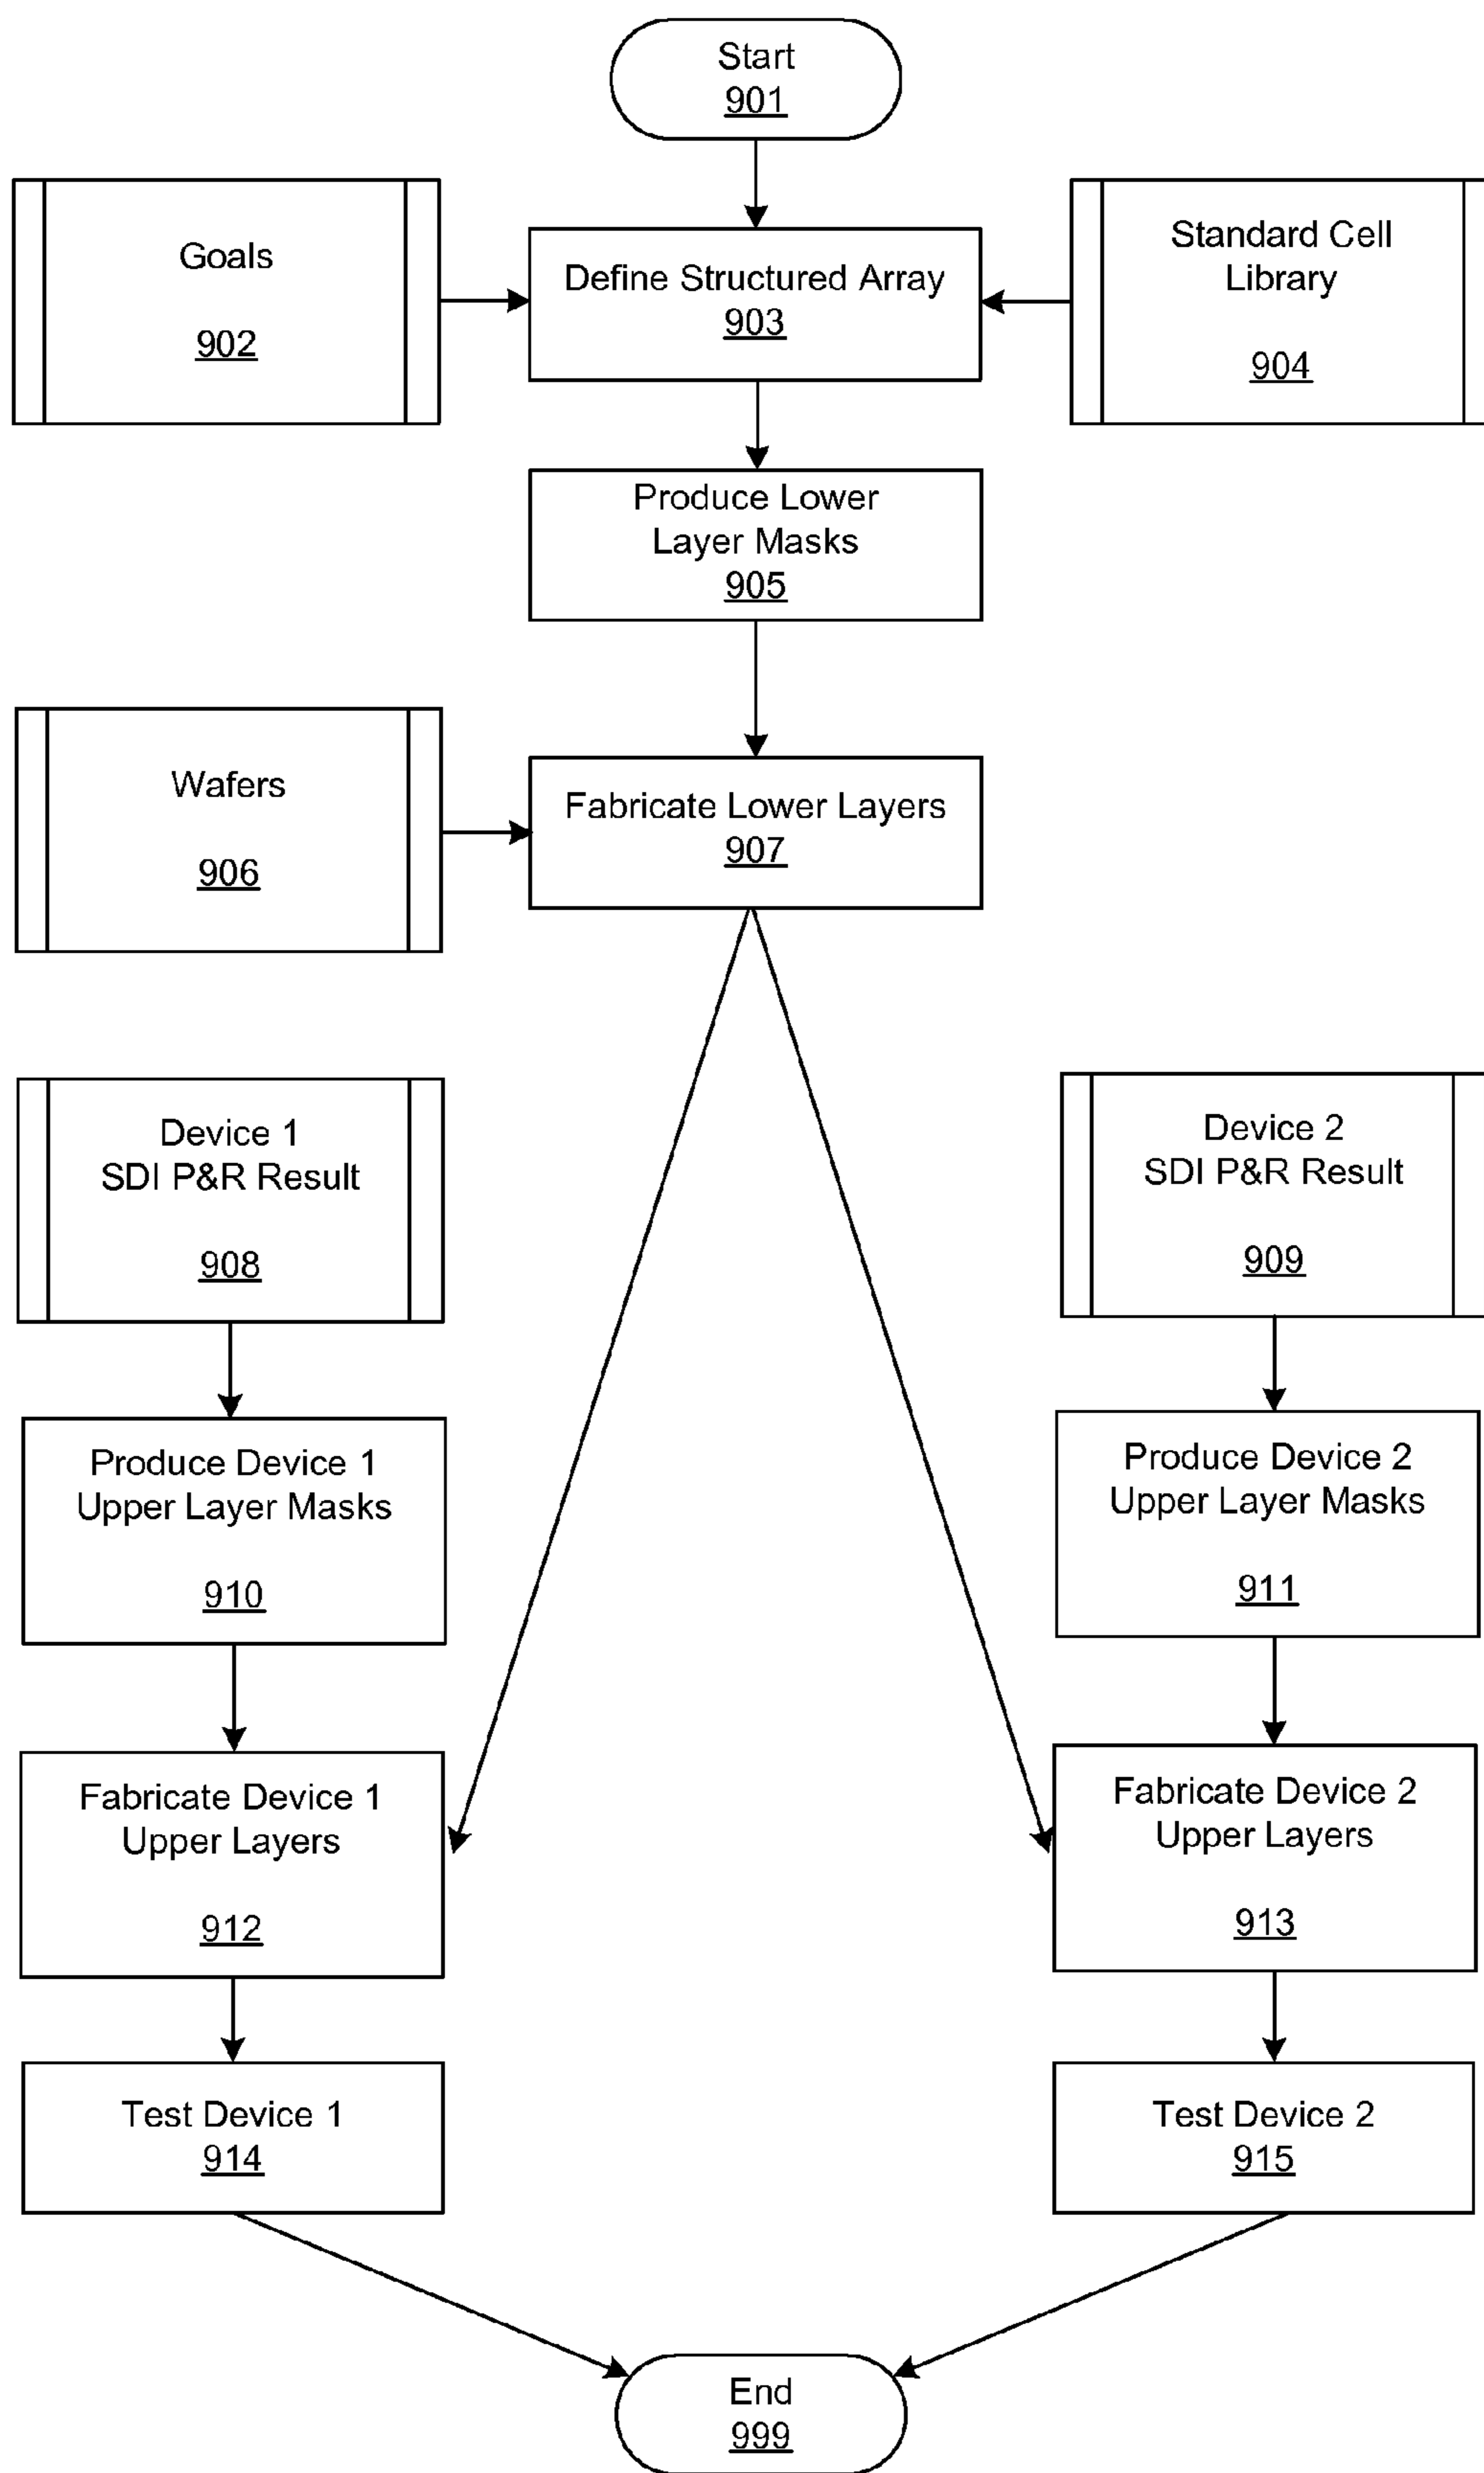 Start
901
Goals
902
Define Structured Array
903
Standard Cell
Library
904
Produce Lower
Layer Masks
905
Wafers
906
Fabricate Lower Layers
907
Device 1
SDI P&R Result
908
Device 2
SDI P&R Result
909
Produce Device 1
Upper Layer Masks
910
Produce Device 2
Upper Layer Masks
911
Fabricate Device 1
Upper Layers
912
Fabricate Device 2
Upper Layers
913
Test Device 1
914
Test Device 2
915
End
999